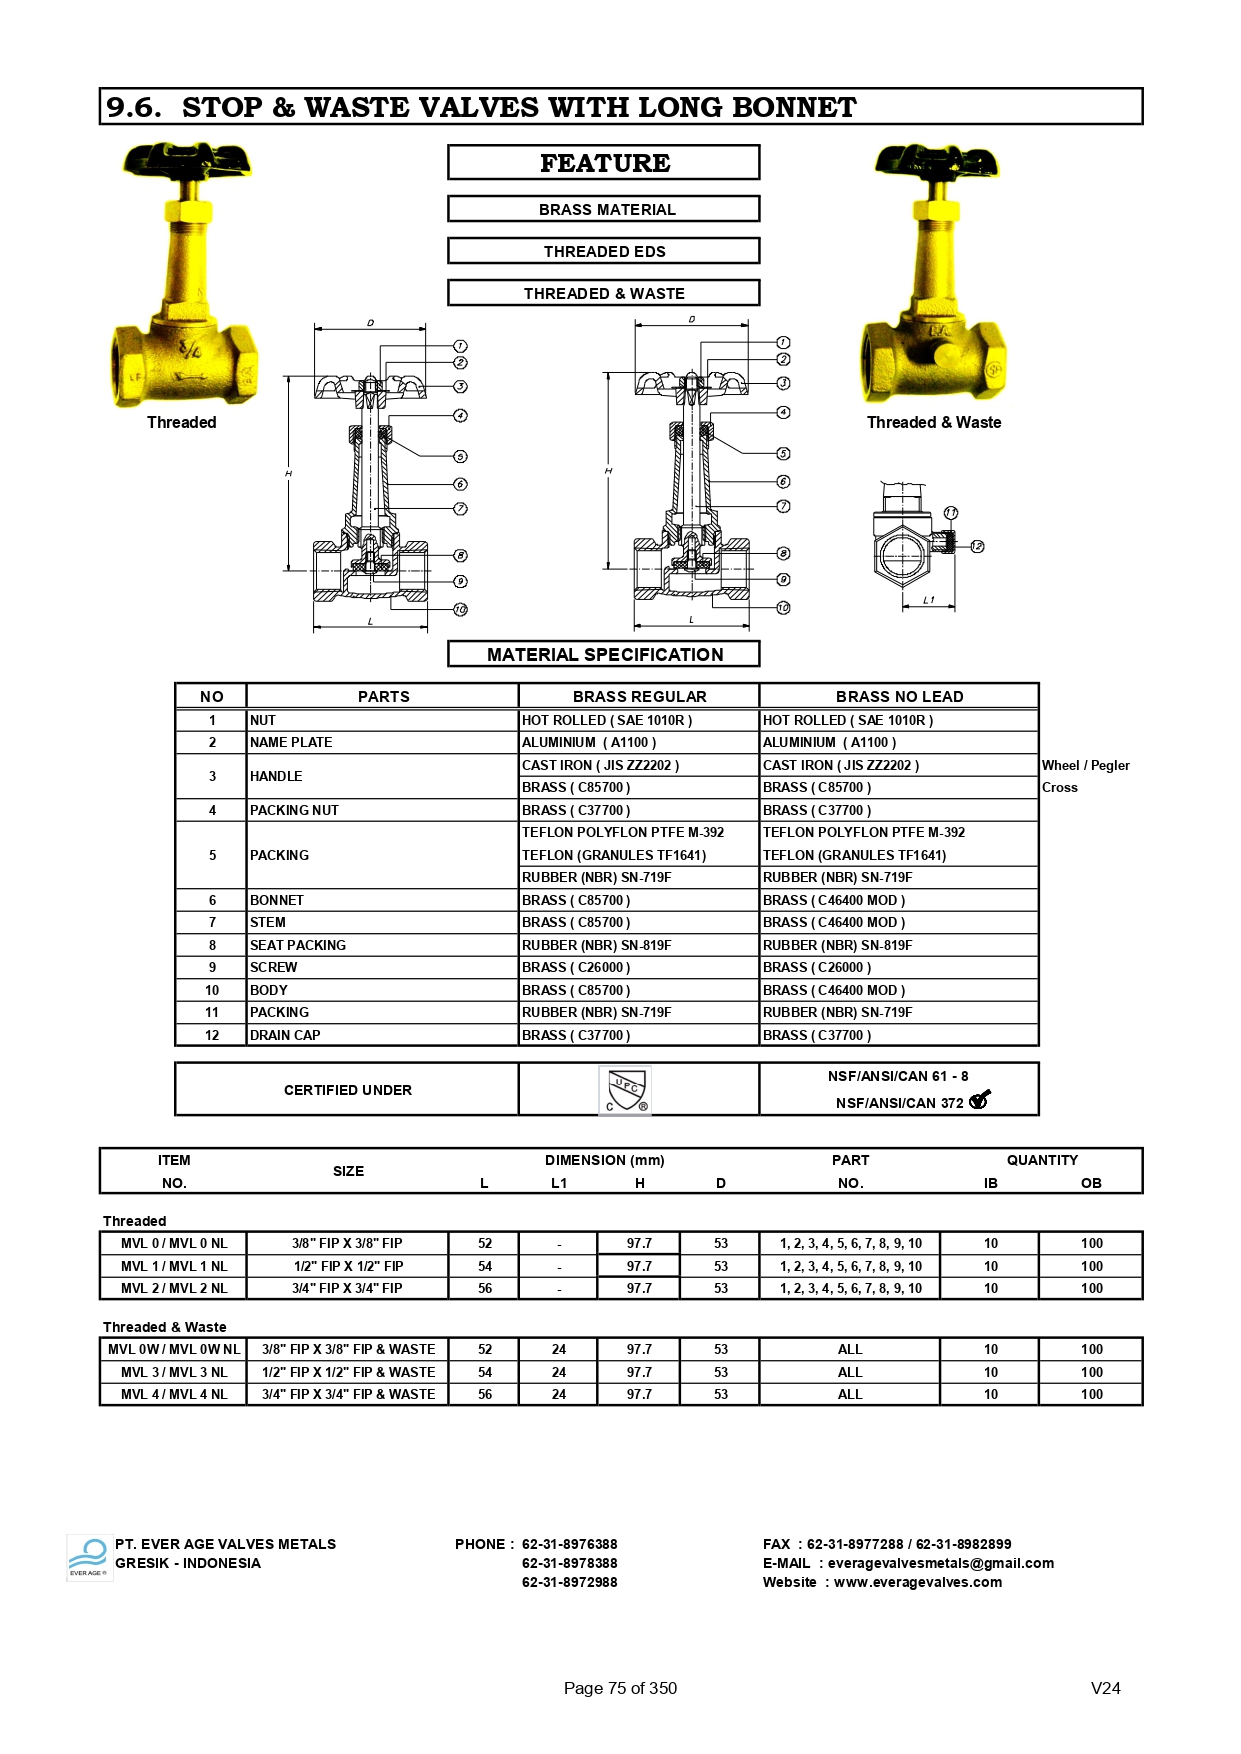 9.6. STOP & WASTE VALVES WITH LONG BONNET
FEATURE
BRASS MATERIAL
THREADED EDS
THREADED & WASTE
Threaded
Threaded & Waste
D
1
2
3
4
5
6
7
8
9
10
H
L
D
1
2
3
4
5
6
7
8
9
10
H
L
11
12
L1
MATERIAL SPECIFICATION
NO PARTS BRASS REGULAR BRASS NO LEAD
1 NUT HOT ROLLED ( SAE 1010R ) HOT ROLLED ( SAE 1010R )
2 NAME PLATE ALUMINIUM ( A1100 ) ALUMINIUM ( A1100 )
3 HANDLE CAST IRON ( JIS ZZ2202 ) CAST IRON ( JIS ZZ2202 ) Wheel / Pegler
BRASS ( C85700 ) BRASS ( C85700 ) Cross
4 PACKING NUT BRASS ( C37700 ) BRASS ( C37700 )
TEFLON POLYFLON PTFE M-392 TEFLON POLYFLON PTFE M-392
5 PACKING TEFLON (GRANULES TF1641) TEFLON (GRANULES TF1641)
RUBBER (NBR) SN-719F RUBBER (NBR) SN-719F
6 BONNET BRASS ( C85700 ) BRASS ( C46400 MOD )
7 STEM BRASS ( C85700 ) BRASS ( C46400 MOD )
8 SEAT PACKING RUBBER (NBR) SN-819F RUBBER (NBR) SN-819F
9 SCREW BRASS ( C26000 ) BRASS ( C26000 )
10 BODY BRASS ( C85700 ) BRASS ( C46400 MOD )
11 PACKING RUBBER (NBR) SN-719F RUBBER (NBR) SN-719F
12 DRAIN CAP BRASS ( C37700 ) BRASS ( C37700 )
CERTIFIED UNDER
UPC
C ®
NSF/ANSI/CAN 61 - 8
NSF/ANSI/CAN 372
ITEM SIZE DIMENSION (mm) PART QUANTITY
NO. L L1 H D NO. IB OB
Threaded
MVL 0 / MVL 0 NL 3/8" FIP X 3/8" FIP 52 - 97.7 53 1, 2, 3, 4, 5, 6, 7, 8, 9, 10 10 100
MVL 1 / MVL 1 NL 1/2" FIP X 1/2" FIP 54 - 97.7 53 1, 2, 3, 4, 5, 6, 7, 8, 9, 10 10 100
MVL 2 / MVL 2 NL 3/4" FIP X 3/4" FIP 56 - 97.7 53 1, 2, 3, 4, 5, 6, 7, 8, 9, 10 10 100
Threaded & Waste
MVL 0W / MVL 0W NL 3/8" FIP X 3/8" FIP & WASTE 52 24 97.7 53 ALL 10 100
MVL 3 / MVL 3 NL 1/2" FIP X 1/2" FIP & WASTE 54 24 97.7 53 ALL 10 100
MVL 4 / MVL 4 NL 3/4" FIP X 3/4" FIP & WASTE 56 24 97.7 53 ALL 10 100
EVER AGE ®
PT. EVER AGE VALVES METALS PHONE : 62-31-8976388 FAX : 62-31-8977288 / 62-31-8982899
GRESIK - INDONESIA 62-31-8978388 E-MAIL : everagevalvesmetals@gmail.com
62-31-8972988 Website : www.everagevalves.com
Page 75 of 350 V24